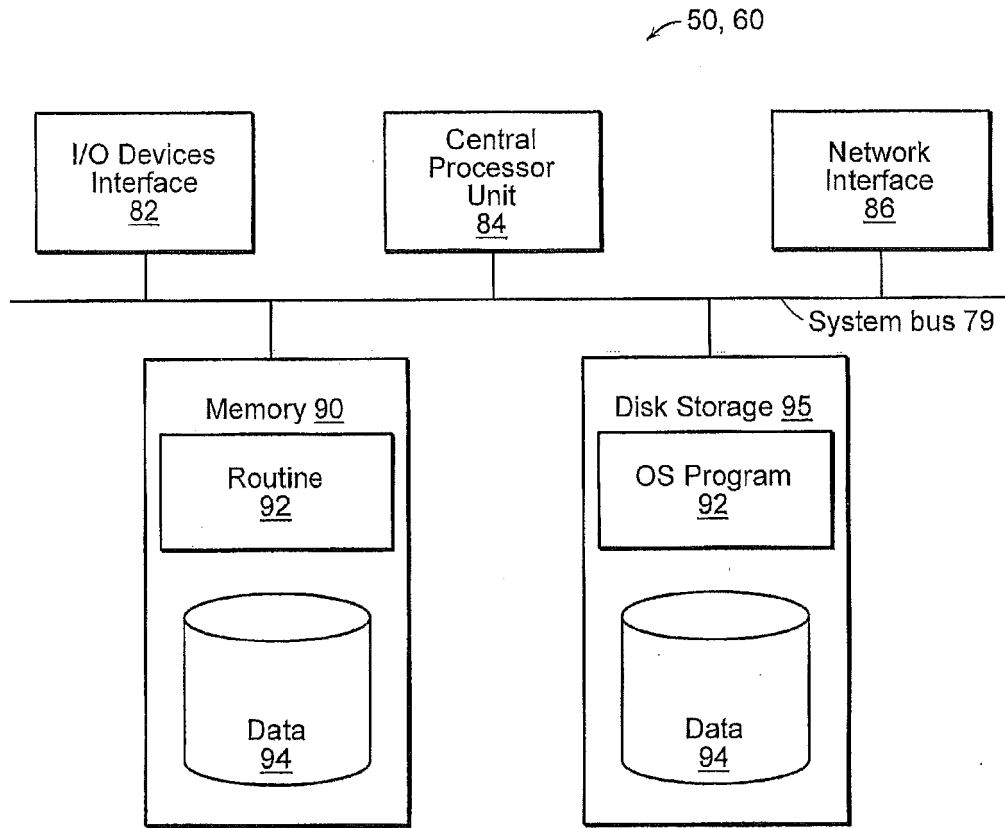 50, 60
I/O Devices
Interface
82
Central
Processor
Unit
84
Network
Interface
86
System bus 79
Memory 90
Routine
92
Data
94
Disk Storage 95
OS Program
92
Data
94